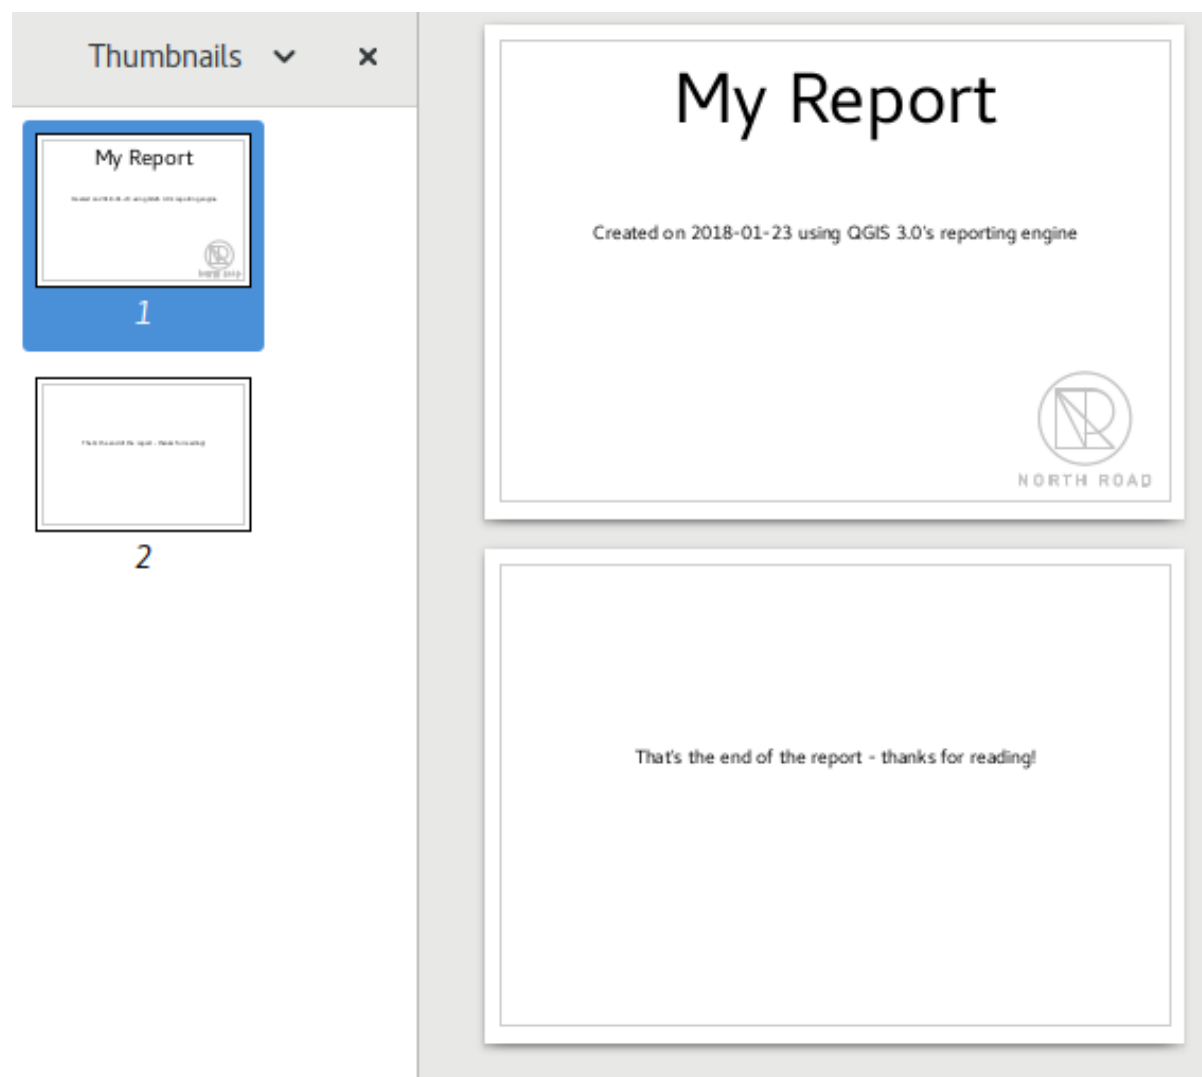 Thumbnails
My Report
1
2
My Report
Created on 2018-01-23 using QGIS 3.0's reporting engine
NORTH ROAD
That's the end of the report - thanks for reading!